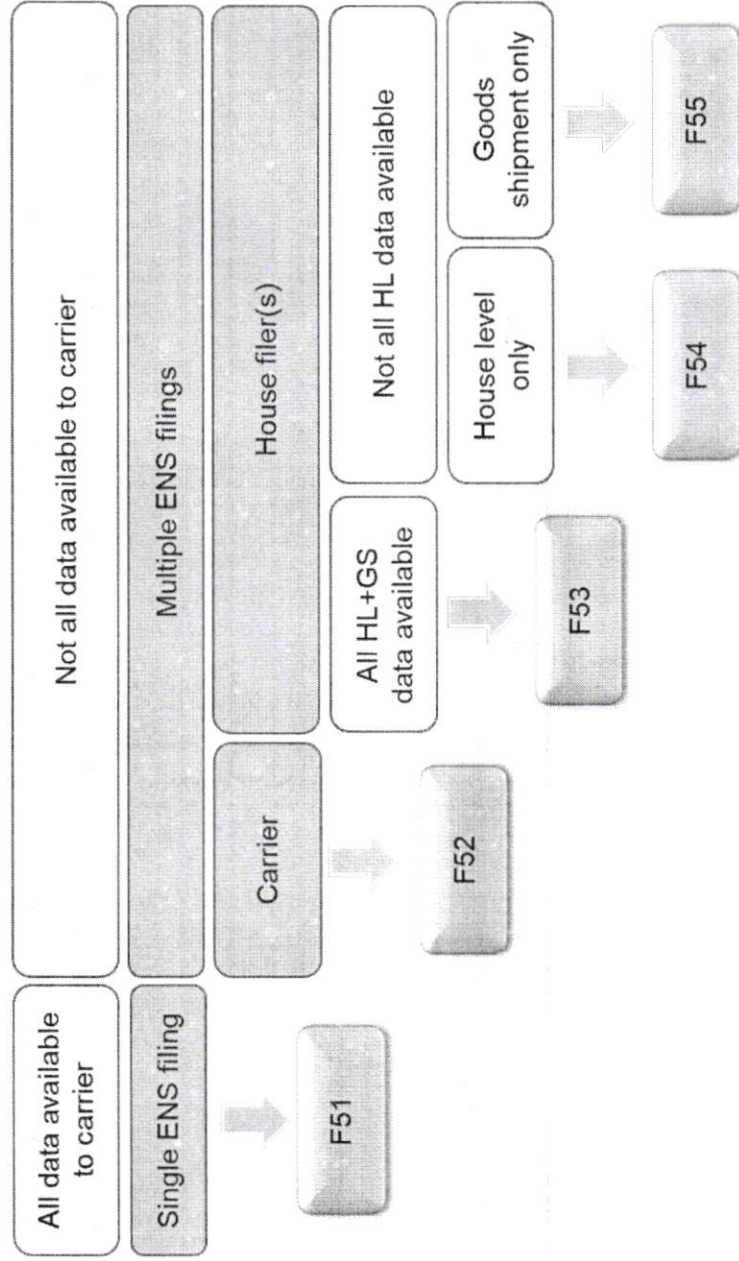 All data available
to carrier
Not all data available to carrier
Single ENS filing
Multiple ENS filings
Carrier
House filer(s)
All HL+GS
data available
Not all HL data available
House level
only
Goods
shipment only
F51
F52
F53
F54
F55